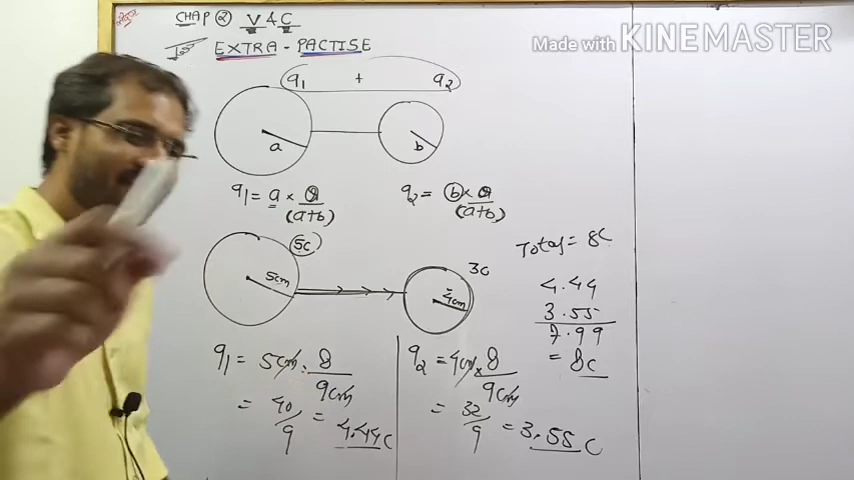 CHAP ② V & C
EXTRA - PACTISE
Made with KINEMASTER
q1 + q2
a b
q1 = a × Q/(a+b) q2 = b × Q/(a+b)
5C 3C
5cm 4cm
Total = 8C
4.44
3.55
7.99
= 8C
q1 = 5cm . 8/9cm
= 40/9 = 4.44C
q2 = 4cm × 8/9cm
= 32/9 = 3.55 C